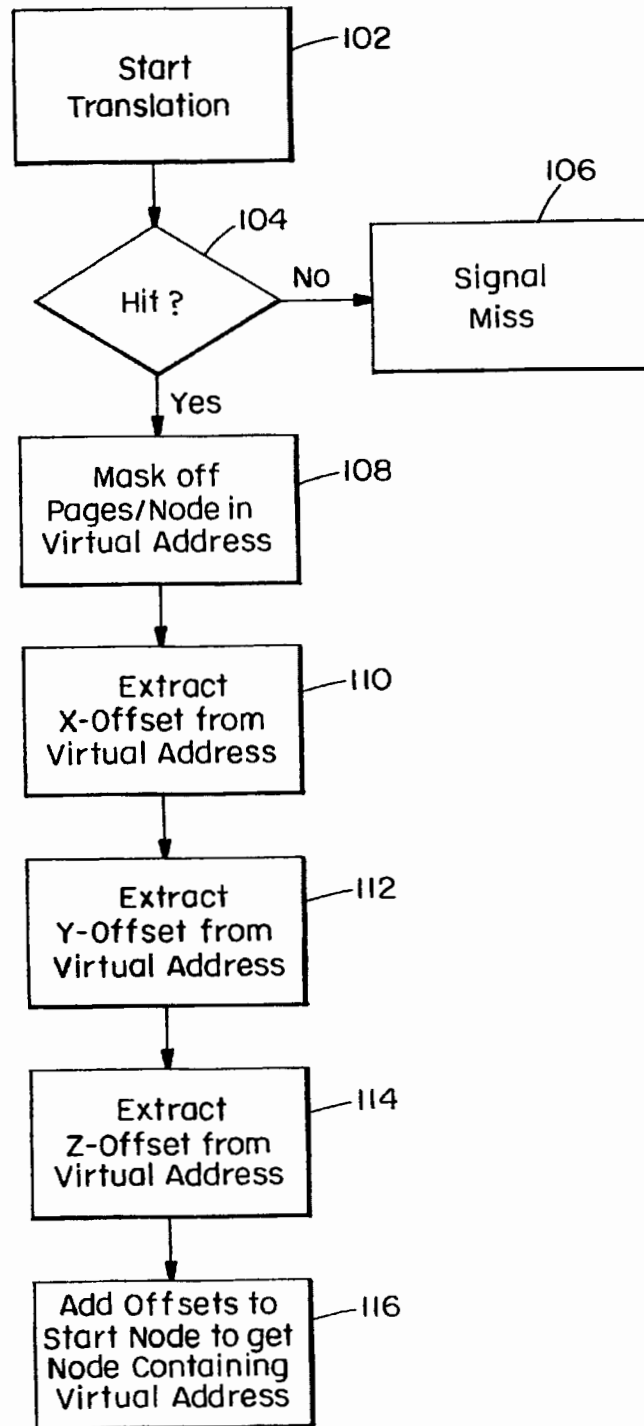 Start
Translation
102
104
Hit ?
No
106
Signal
Miss
Yes
Mask off
Pages/Node in
Virtual Address
108
Extract
X-Offset from
Virtual Address
110
Extract
Y-Offset from
Virtual Address
112
Extract
Z-Offset from
Virtual Address
114
Add Offsets to
Start Node to get
Node Containing
Virtual Address
116